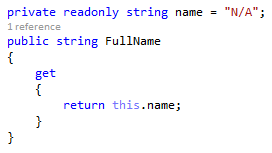 private readonly string name = "N/A";
1 reference
public string FullName
{
get
{
return this.name;
}
}